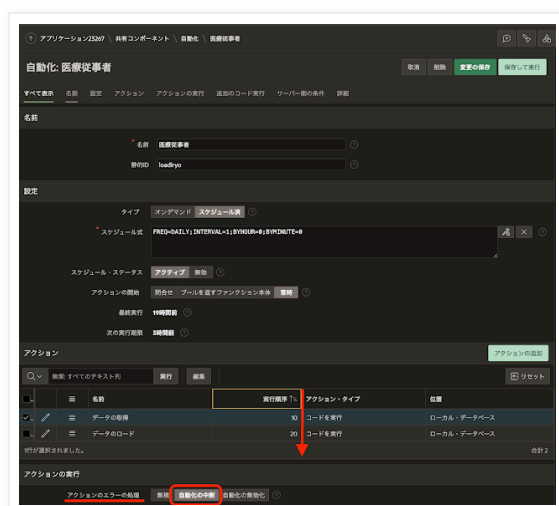 アプリケーション23267 \ 共有コンポーネント \ 自動化 \ 医療従事者
自動化: 医療従事者
取消 削除 変更の保存 保存して実行
すべて表示 名前 設定 アクション アクションの実行 追加のコード実行 サーバー側の条件 詳細
名前
* 名前 医療従事者
静的ID loadiryo
設定
タイプ オンデマンド スケジュール済
* スケジュール式 FREQ=DAILY;INTERVAL=1;BYHOUR=0;BYMINUTE=0
スケジュール・ステータス アクティブ 無効
アクションの開始 問合せ ブールを返すファンクション本体 常時
最終実行 19時間前
次の実行期限 5時間前
アクション
アクションの追加
検索: すべてのテキスト列 実行 編集 リセット
名前 実行順序 アクション・タイプ 位置
データの取得 10 コードを実行 ローカル・データベース
データのロード 20 コードを実行 ローカル・データベース
1行が選択されました。 合計 2
アクションの実行
アクションのエラーの処理 無視 自動化の中断 自動化の無効化